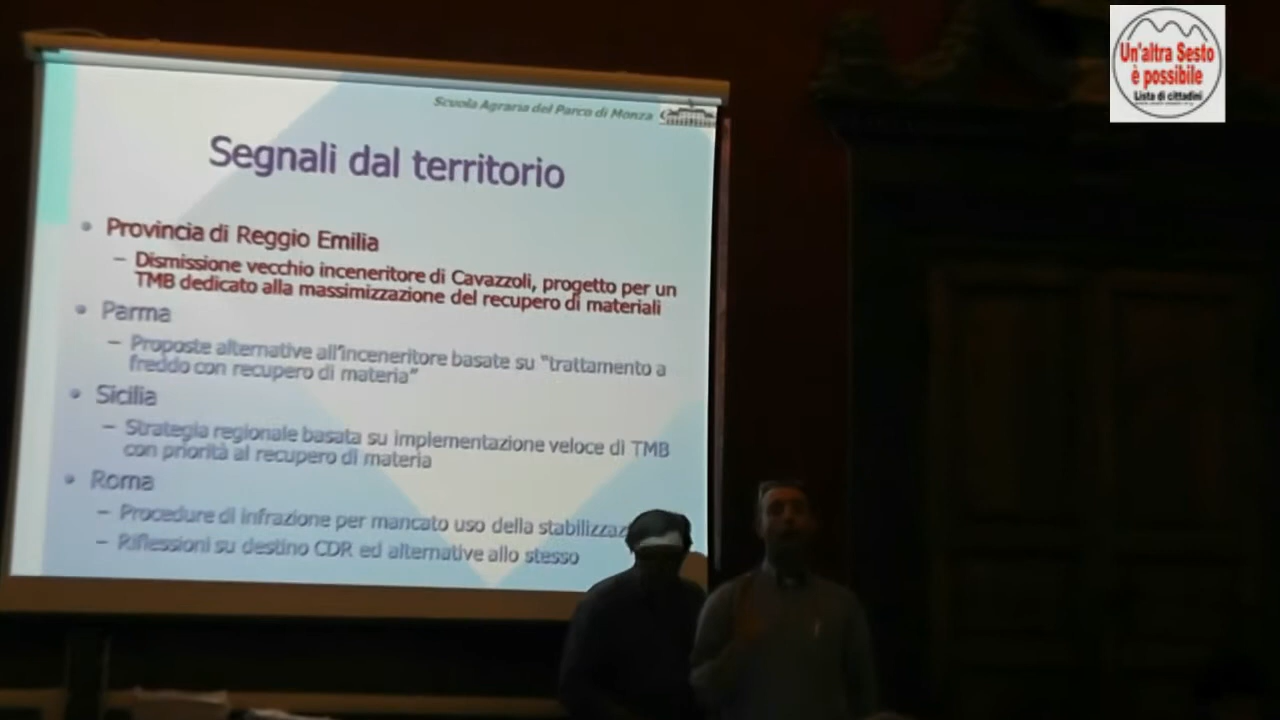 Un'altra Sesto
è possibile
Lista di cittadini
Scuola Agraria del Parco di Monza
Segnali dal territorio
• Provincia di Reggio Emilia
– Dismissione vecchio inceneritore di Cavazzoli, progetto per un
TMB dedicato alla massimizzazione del recupero di materiali
• Parma
– Proposte alternative all'inceneritore basate su "trattamento a
freddo con recupero di materia"
• Sicilia
– Strategia regionale basata su implementazione veloce di TMB
con priorità al recupero di materia
• Roma
– Procedure di infrazione per mancato uso della stabilizzaz
– Riflessioni su destino CDR ed alternative allo stesso